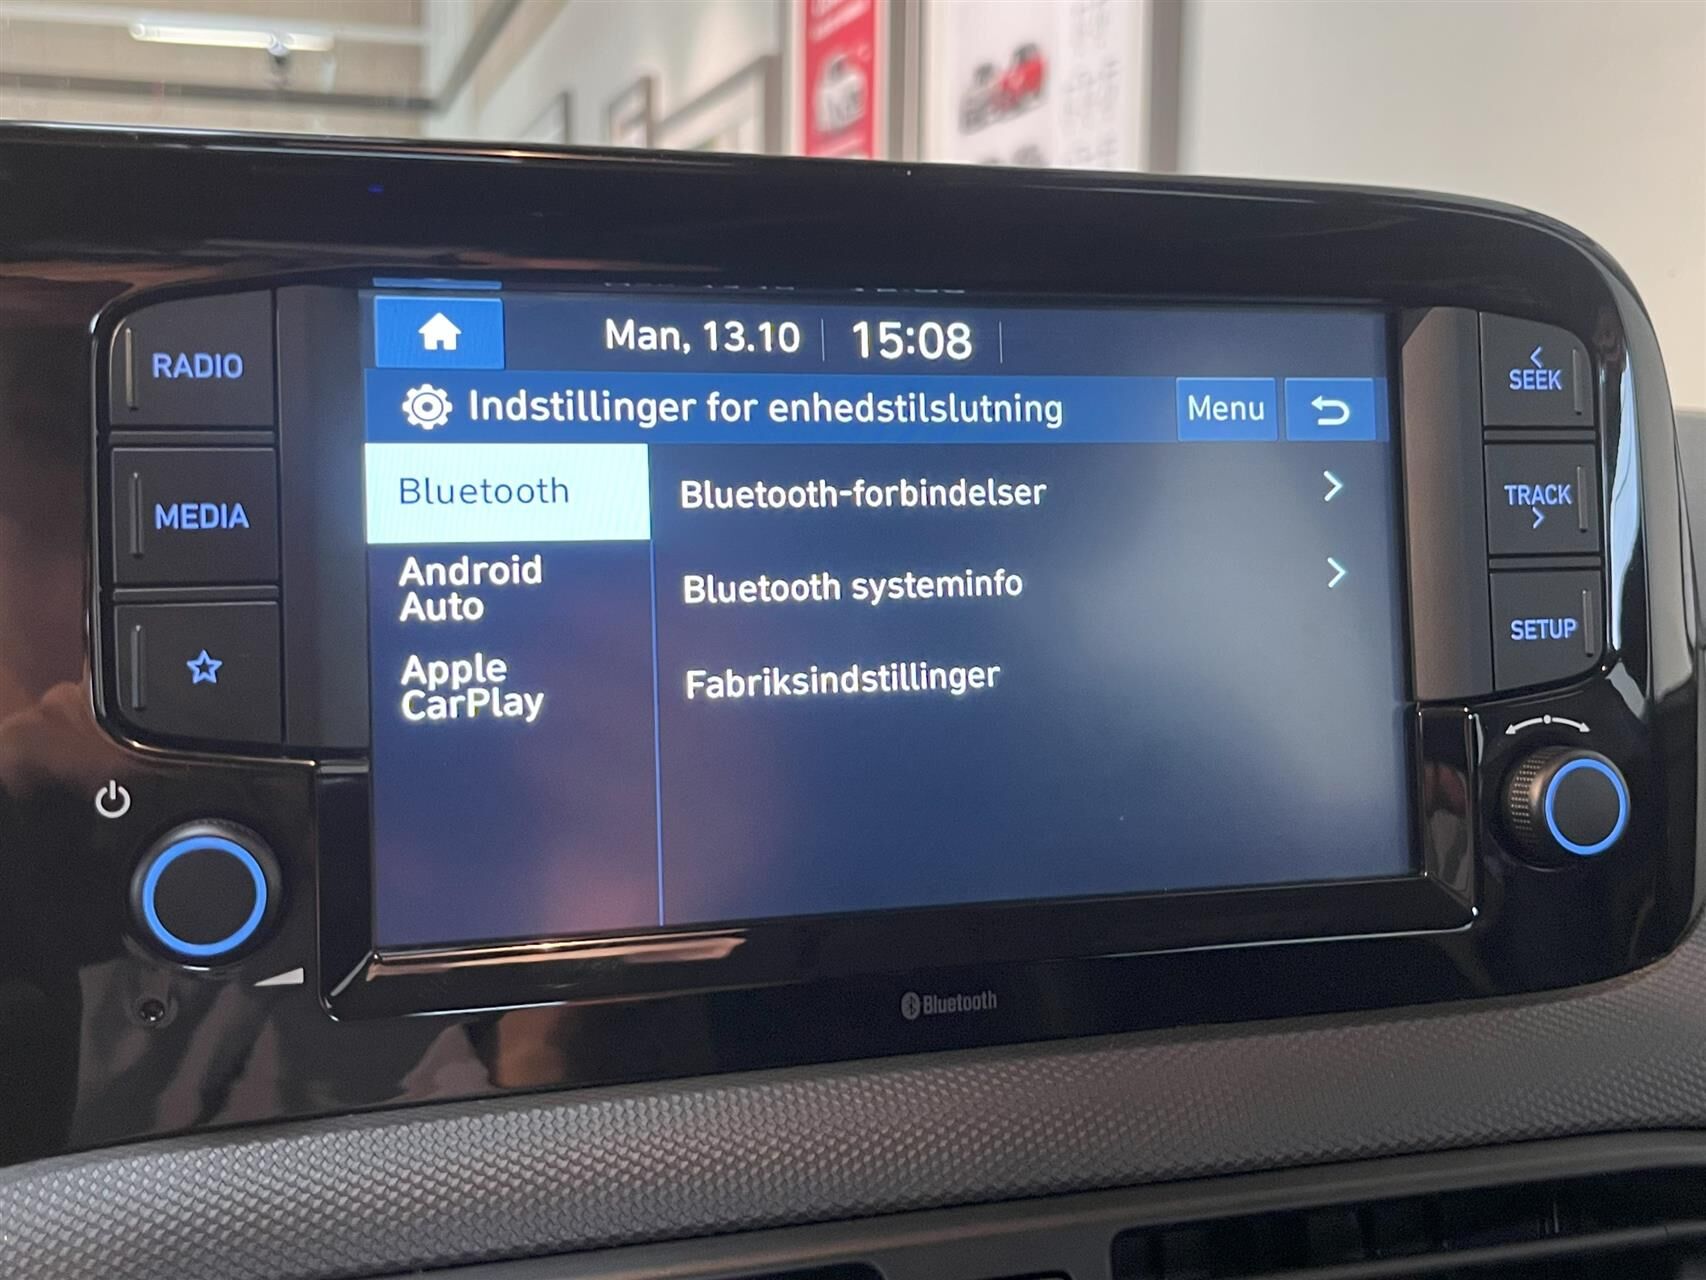 Man, 13.10 15:08
Indstillinger for enhedstilslutning Menu
Bluetooth
Android
Auto
Apple
CarPlay
Bluetooth-forbindelser
Bluetooth systeminfo
Fabriksindstillinger
RADIO
MEDIA
SEEK
TRACK
SETUP
Bluetooth